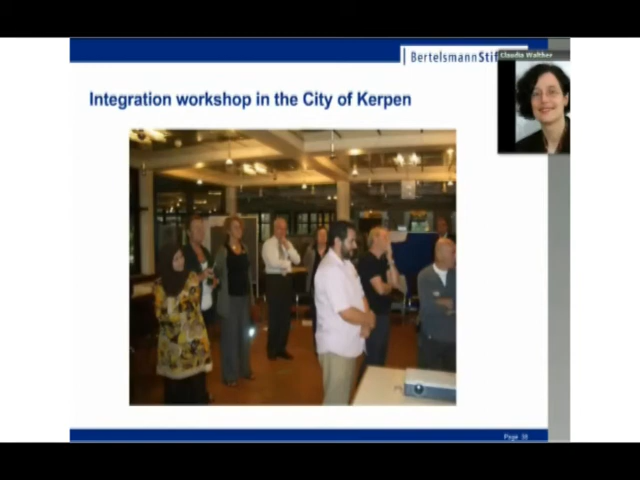 BertelsmannStif
Claudia Walther
Integration workshop in the City of Kerpen
Page 38